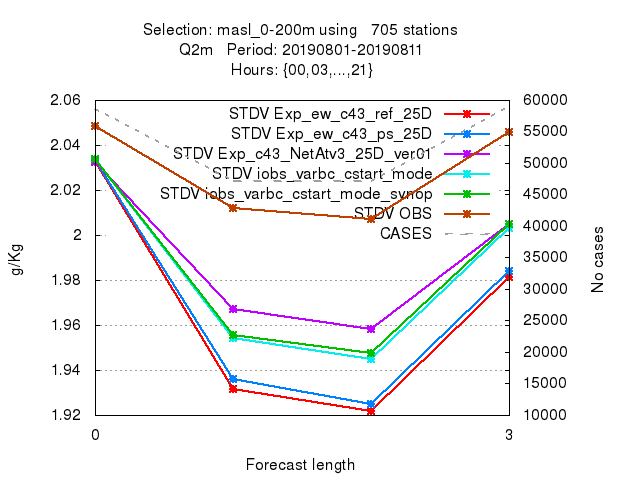 Selection: masl_0-200m using 705 stations
Q2m Period: 20190801-20190811
Hours: {00,03,...,21}
2.06
2.04
2.02
2
1.98
1.96
1.94
1.92
g/Kg
STDV Exp_ew_c43_ref_25D
STDV Exp_ew_c43_ps_25D
STDV Exp_c43_NetAtv3_25D_ver01
STDV iobs_varbc_cstart_mode
STDV iobs_varbc_cstart_mode_synop
STDV OBS
CASES
60000
55000
50000
45000
40000
35000
30000
25000
20000
15000
10000
No cases
0
3
Forecast length